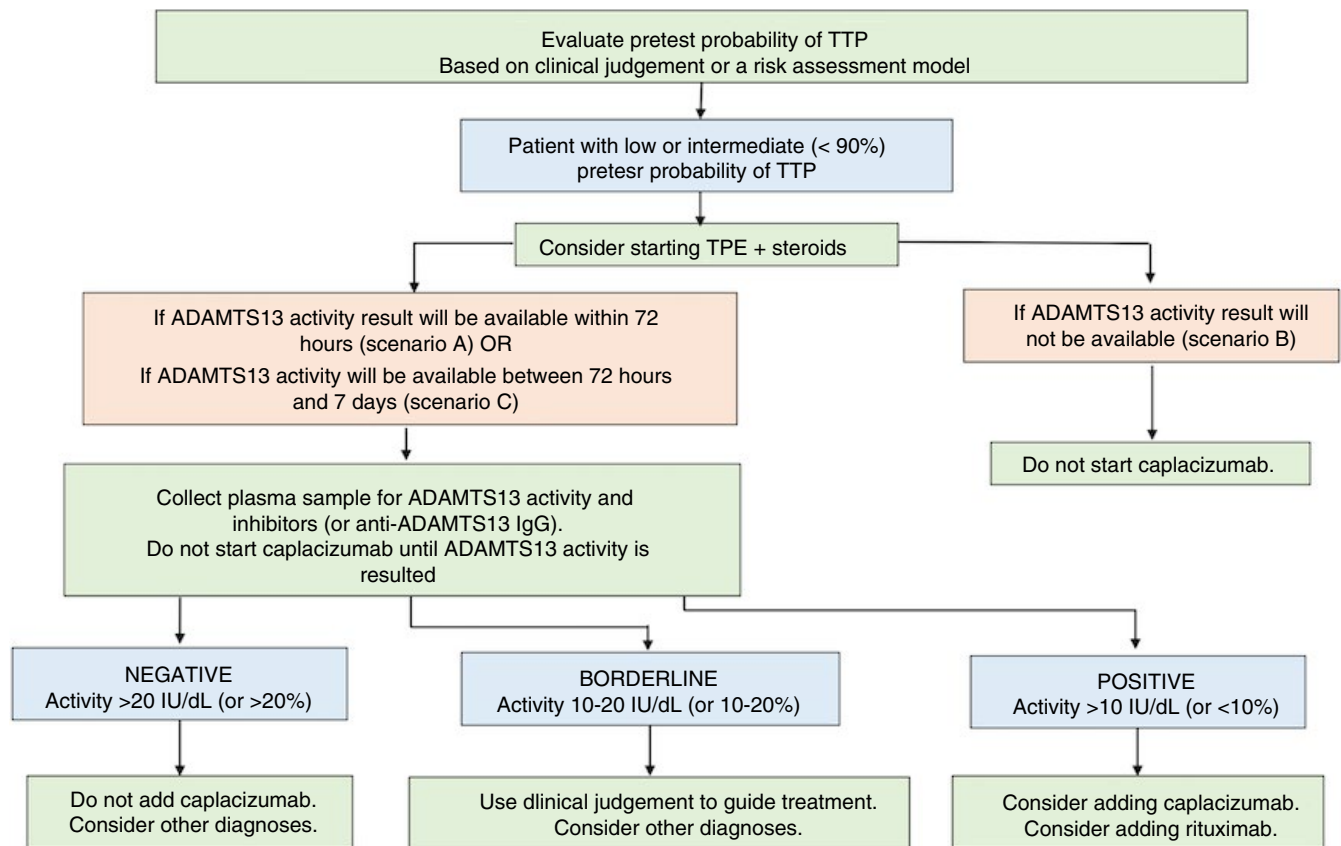 Evaluate pretest probability of TTP
Based on clinical judgement or a risk assessment model
Patient with low or intermediate (< 90%)
pretesr probability of TTP
Consider starting TPE + steroids
If ADAMTS13 activity result will be available within 72
hours (scenario A) OR
If ADAMTS13 activity will be available between 72 hours
and 7 days (scenario C)
If ADAMTS13 activity result will
not be available (scenario B)
Do not start caplacizumab.
Collect plasma sample for ADAMTS13 activity and
inhibitors (or anti-ADAMTS13 IgG).
Do not start caplacizumab until ADAMTS13 activity is
resulted
NEGATIVE
Activity >20 IU/dL (or >20%)
BORDERLINE
Activity 10-20 IU/dL (or 10-20%)
POSITIVE
Activity >10 IU/dL (or <10%)
Do not add caplacizumab.
Consider other diagnoses.
Use dlinical judgement to guide treatment.
Consider other diagnoses.
Consider adding caplacizumab.
Consider adding rituximab.